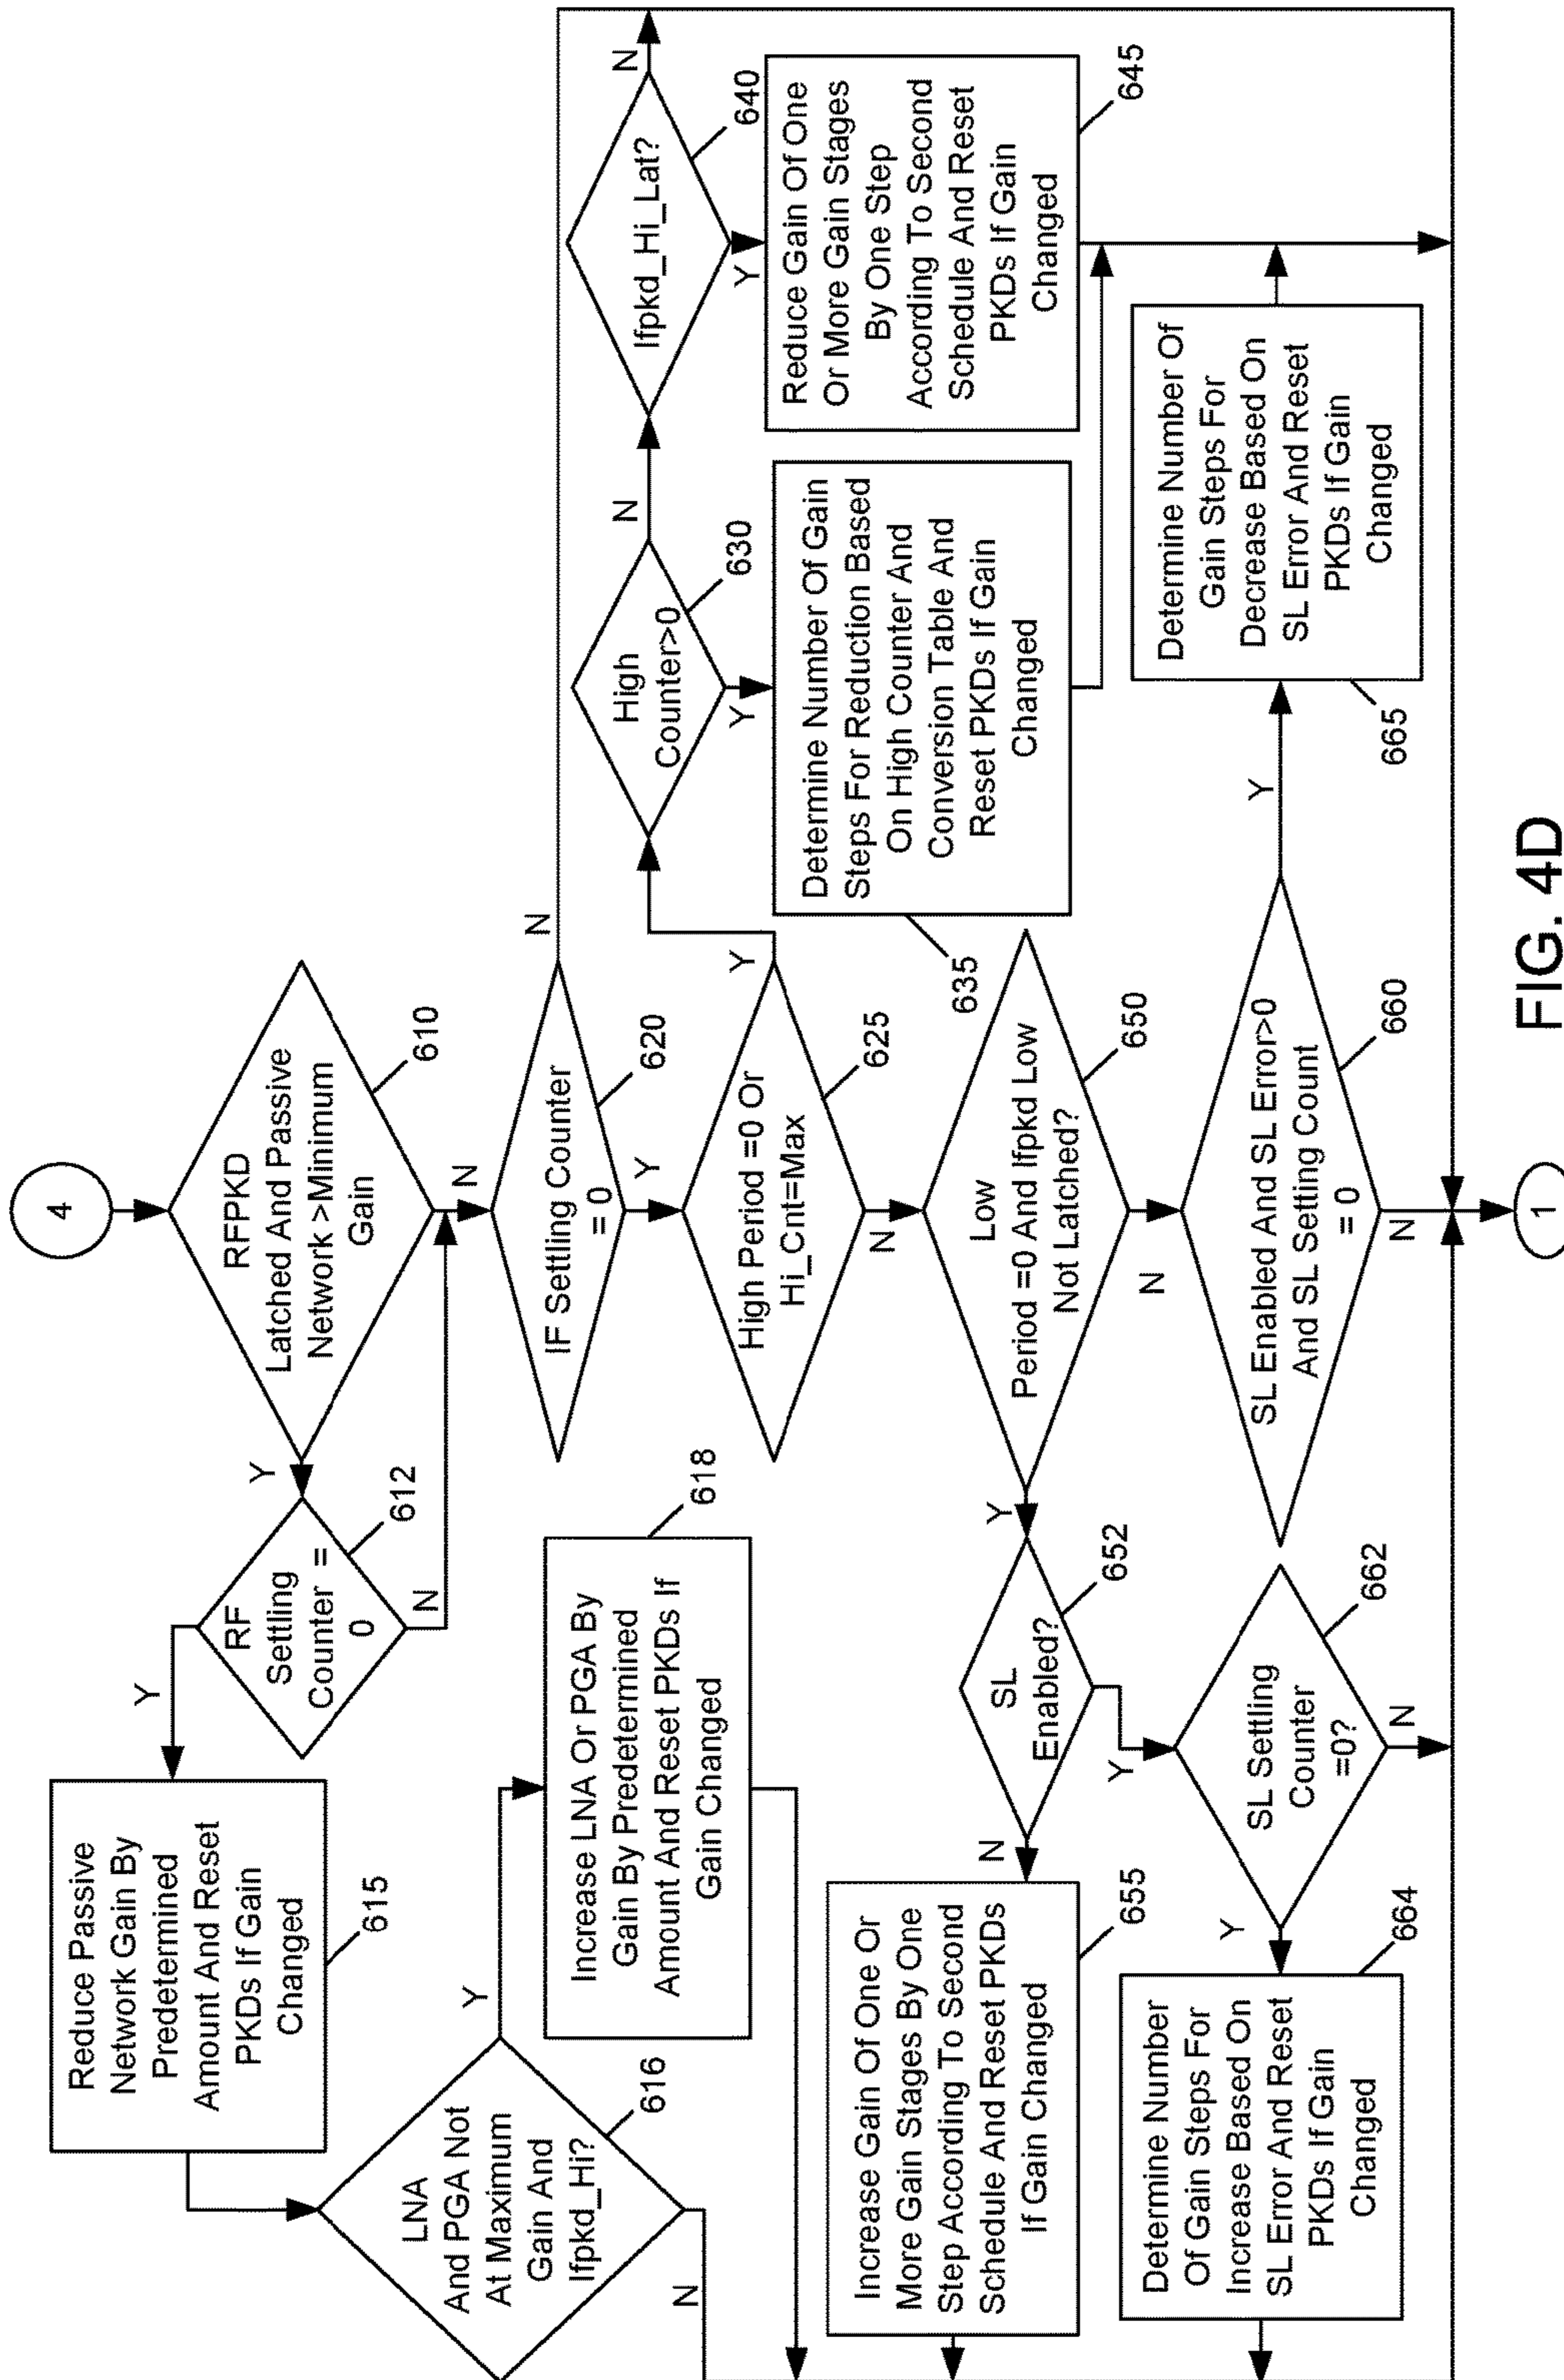 4
RFPKD
Latched And Passive
Network >Minimum
Gain
610
Y
N
RF
Settling
Counter =
0
612
Y
N
Reduce Passive
Network Gain By
Predetermined
Amount And Reset
PKDs If Gain
Changed
615
LNA
And PGA Not
At Maximum
Gain And
Ifpkd_Hi?
616
Y
N
Increase LNA Or PGA By
Gain By Predetermined
Amount And Reset PKDs If
Gain Changed
618
IF Settling Counter
= 0
620
N
Y
High Period =0 Or
Hi_Cnt=Max
625
Y
N
High
Counter>0
630
N
Y
Determine Number Of Gain
Steps For Reduction Based
On High Counter And
Conversion Table And
Reset PKDs If Gain
Changed
635
Ifpkd_Hi_Lat?
640
N
Y
Reduce Gain Of One
Or More Gain Stages
By One Step
According To Second
Schedule And Reset
PKDs If Gain
Changed
645
Low
Period =0 And Ifpkd Low
Not Latched?
650
Y
N
SL
Enabled?
652
N
Y
Increase Gain Of One Or
More Gain Stages By One
Step According To Second
Schedule And Reset PKDs
If Gain Changed
655
SL Enabled And SL Error>0
And SL Setting Count
= 0
660
Y
N
SL Settling
Counter
=0?
662
Y
N
Determine Number
Of Gain Steps For
Increase Based On
SL Error And Reset
PKDs If Gain
Changed
664
Determine Number Of
Gain Steps For
Decrease Based On
SL Error And Reset
PKDs If Gain
Changed
665
1
FIG. 4D